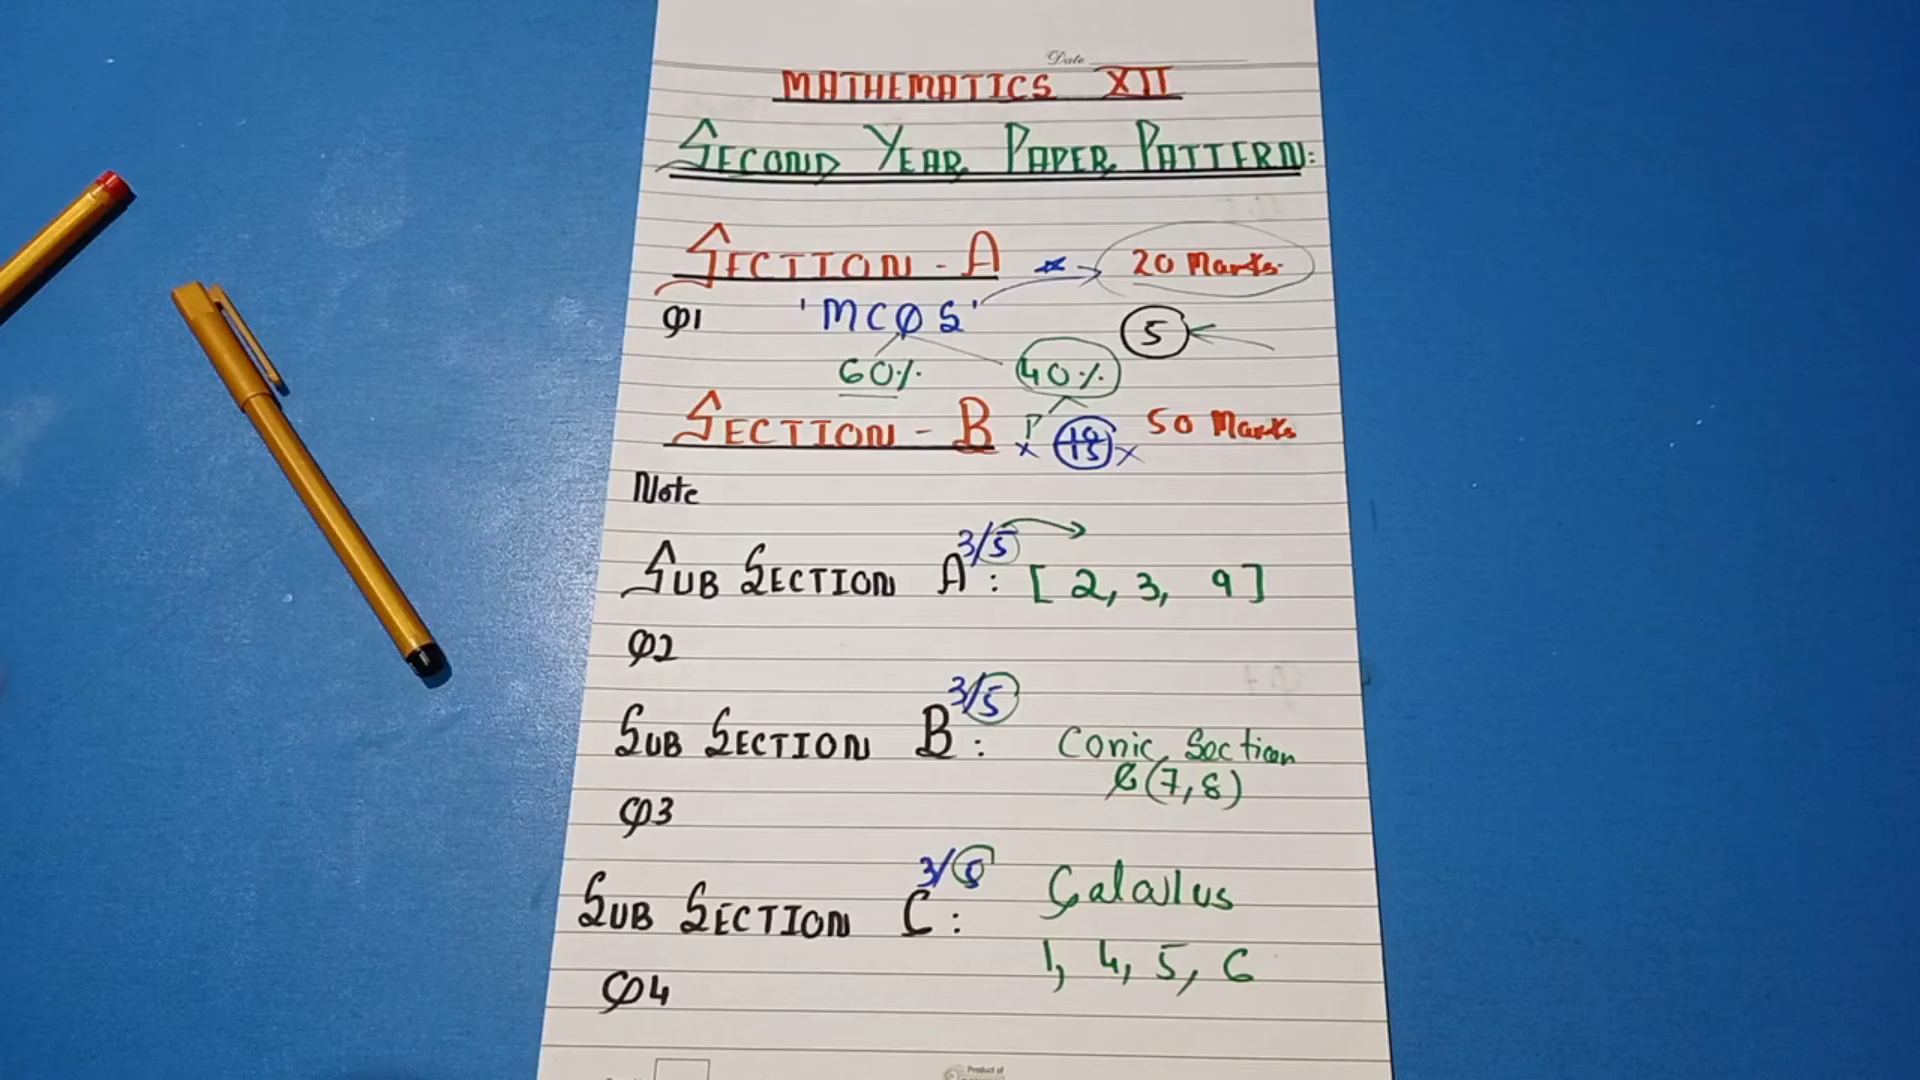 Date
MATHEMATICS XII
SECOND YEAR PAPER PATTERN:
SECTION - A 20 Marks
Q1 'MCQS' 5
60% 40%
SECTION - B 50 Marks
Note
3/5
SUB SECTION A: [2, 3, 9]
Q2
3/5
SUB SECTION B: Conic Section
(7,8)
Q3
3/5
SUB SECTION C: Calculus
1, 4, 5, 6
Q4
Product of